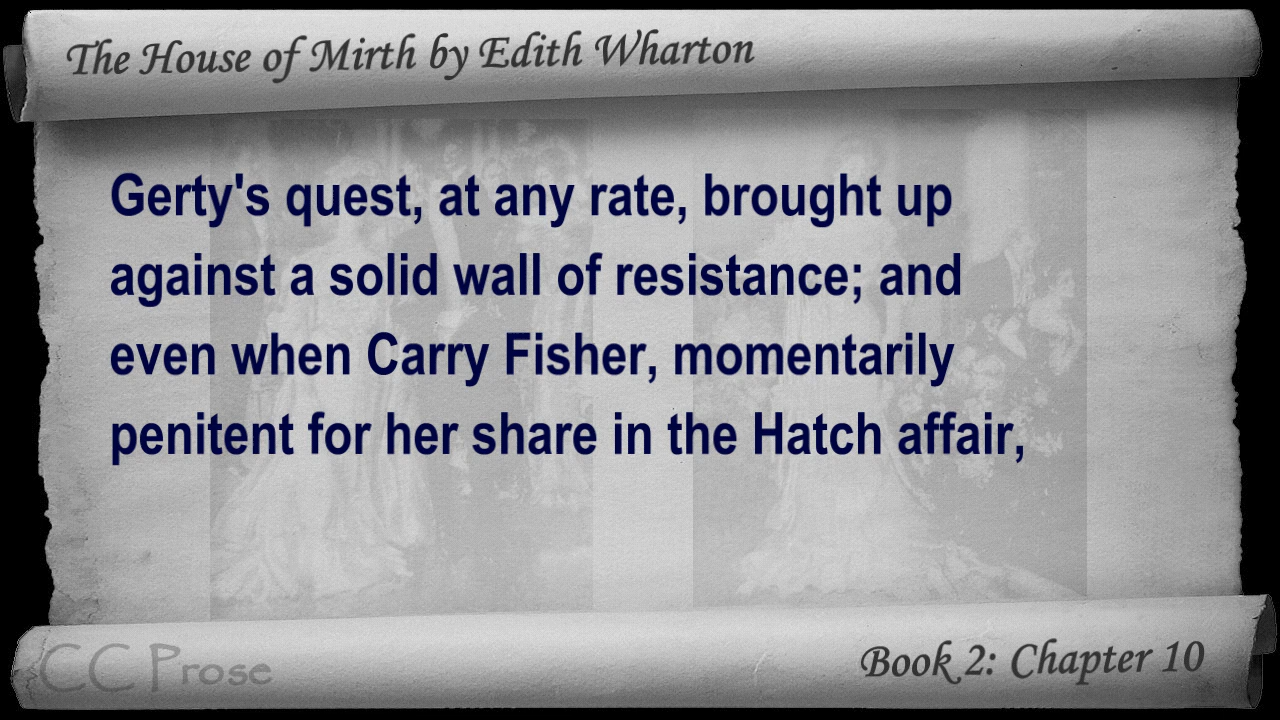 The House of Mirth by Edith Wharton
Gerty's quest, at any rate, brought up
against a solid wall of resistance; and
even when Carry Fisher, momentarily
penitent for her share in the Hatch affair,
CC Prose
Book 2: Chapter 10